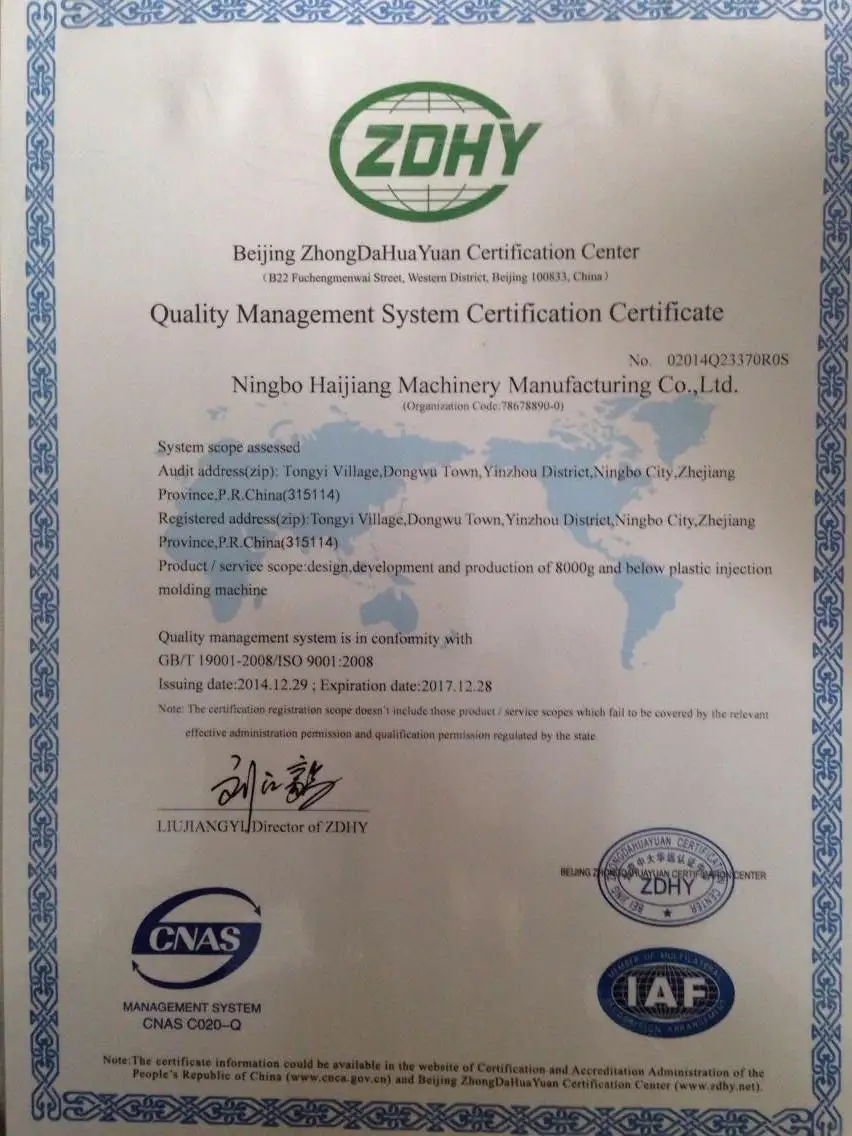 ZDHY
Beijing ZhongDaHuaYuan Certification Center
(B22 Fuchengmenwai Street, Western District, Beijing 100833, China)
Quality Management System Certification Certificate
No. 02014Q23370R0S
Ningbo Haijiang Machinery Manufacturing Co.,Ltd.
(Organization Code:78678890-0)
System scope assessed
Audit address(zip): Tongyi Village,Dongwu Town,Yinzhou District,Ningbo City,Zhejiang
Province,P.R.China(315114)
Registered address(zip):Tongyi Village,Dongwu Town,Yinzhou District,Ningbo City,Zhejiang
Province,P.R.China(315114)
Product / service scope:design,development and production of 8000g and below plastic injection
molding machine
Quality management system is in conformity with
GB/T 19001-2008/ISO 9001:2008
Issuing date:2014.12.29 ; Expiration date:2017.12.28
Note: The certification registration scope doesn't include those product / service scopes which fail to be covered by the relevant
effective administration permission and qualification permission regulated by the state.
LIUJIANGYI/Director of ZDHY
BEIJING ZHONGDAHUAYUAN CERTIFICATION CENTER
ZDHY
CNAS
MANAGEMENT SYSTEM
CNAS C020-Q
MEMBER OF MULTILATERAL
IAF
RECOGNITION ARRANGEMENT
Note:The certificate information could be available in the website of Certification and Accreditation Administration of the
People's Republic of China (www.cnca.gov.cn) and Beijing ZhongDaHuaYuan Certification Center (www.zdhy.net).